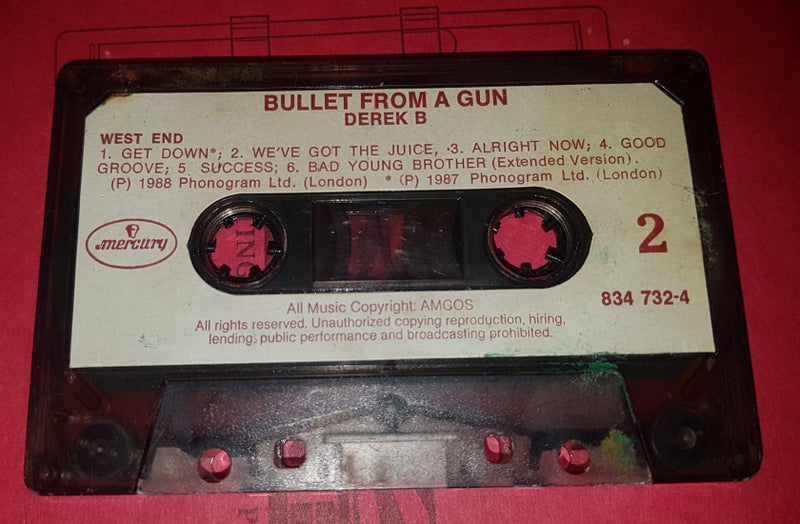 BULLET FROM A GUN
DEREK B
WEST END
1. GET DOWN*; 2. WE'VE GOT THE JUICE, 3. ALRIGHT NOW; 4. GOOD
GROOVE; 5. SUCCESS; 6. BAD YOUNG BROTHER (Extended Version).
(P) 1988 Phonogram Ltd. (London) * (P) 1987 Phonogram Ltd. (London)
mercury
2
834 732-4
All Music Copyright: AMCOS
All rights reserved. Unauthorized copying reproduction, hiring,
lending, public performance and broadcasting prohibited.